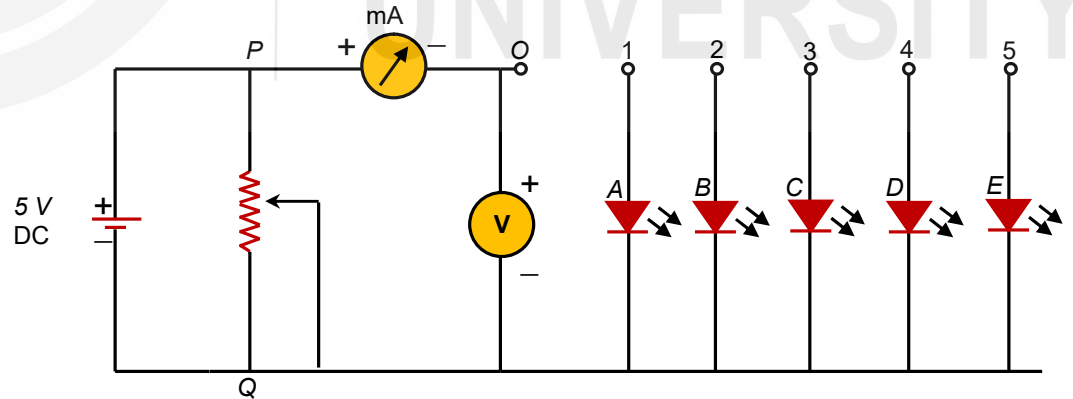 UNIVERSITY
mA
P + – O 1 2 3 4 5
5 V
DC
+
–
+
V
–
A B C D E
Q